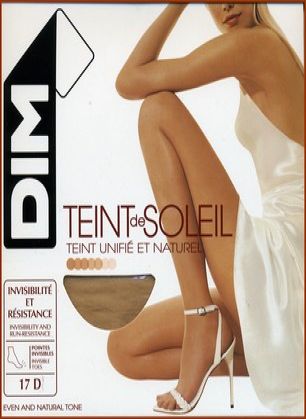 DIM
TEINT de SOLEIL
TEINT UNIFIÉ ET NATUREL
INVISIBILITÉ
ET
RÉSISTANCE
INVISIBILITY AND
RUN-RESISTANCE
POINTES
INVISIBLES
INVISIBLE
TOES
17 D
EVEN AND NATURAL TONE